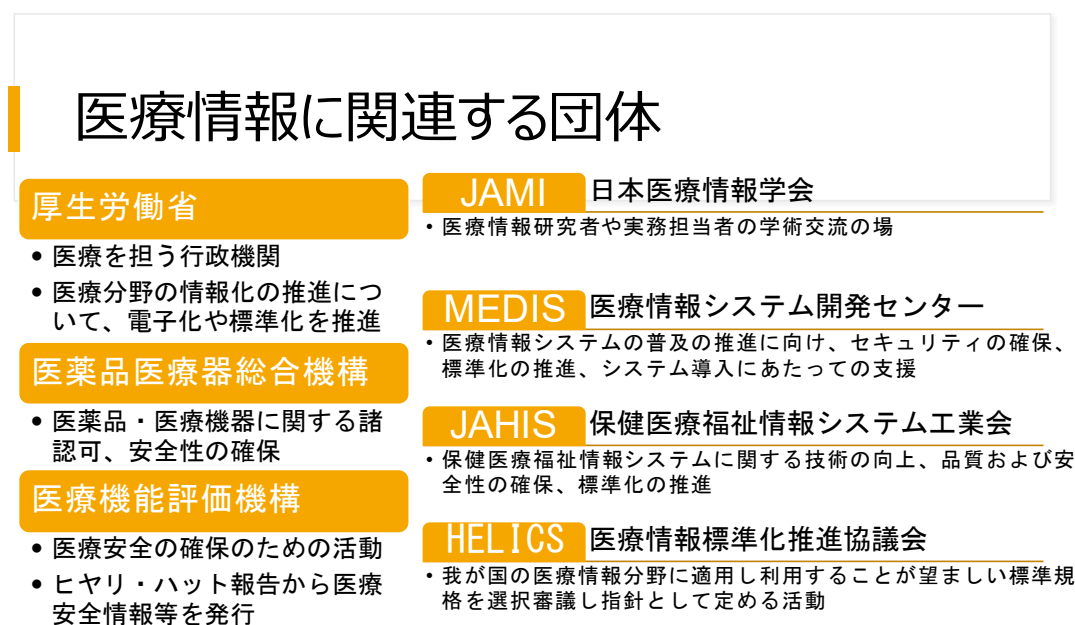 医療情報に関連する団体
厚生労働省
• 医療を担う行政機関
• 医療分野の情報化の推進につ
いて、電子化や標準化を推進
医薬品医療器総合機構
• 医薬品・医療機器に関する諸
認可、安全性の確保
医療機能評価機構
• 医療安全の確保のための活動
• ヒヤリ・ハット報告から医療
安全情報等を発行
JAMI 日本医療情報学会
• 医療情報研究者や実務担当者の学術交流の場
MEDIS 医療情報システム開発センター
• 医療情報システムの普及の推進に向け、セキュリティの確保、
標準化の推進、システム導入にあたっての支援
JAHIS 保健医療福祉情報システム工業会
• 保健医療福祉情報システムに関する技術の向上、品質および安
全性の確保、標準化の推進
HELICS 医療情報標準化推進協議会
• 我が国の医療情報分野に適用し利用することが望ましい標準規
格を選択審議し指針として定める活動